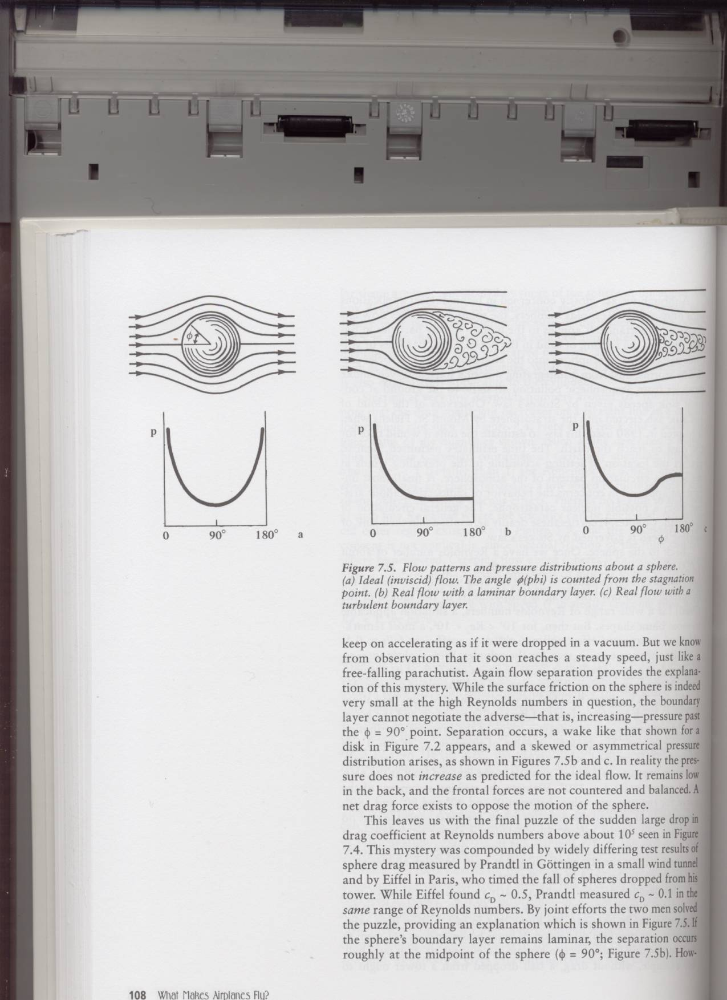 ϕ
p
0
90°
180°
a
p
0
90°
180°
b
p
0
90°
180°
c
ϕ
Figure 7.5. Flow patterns and pressure distributions about a sphere.
(a) Ideal (inviscid) flow. The angle ϕ(phi) is counted from the stagnation
point. (b) Real flow with a laminar boundary layer. (c) Real flow with a
turbulent boundary layer.
keep on accelerating as if it were dropped in a vacuum. But we know
from observation that it soon reaches a steady speed, just like a
free-falling parachutist. Again flow separation provides the explana-
tion of this mystery. While the surface friction on the sphere is indeed
very small at the high Reynolds numbers in question, the boundary
layer cannot negotiate the adverse—that is, increasing—pressure past
the ϕ = 90° point. Separation occurs, a wake like that shown for a
disk in Figure 7.2 appears, and a skewed or asymmetrical pressure
distribution arises, as shown in Figures 7.5b and c. In reality the pres-
sure does not increase as predicted for the ideal flow. It remains low
in the back, and the frontal forces are not countered and balanced. A
net drag force exists to oppose the motion of the sphere.
This leaves us with the final puzzle of the sudden large drop in
drag coefficient at Reynolds numbers above about 10⁵ seen in Figure
7.4. This mystery was compounded by widely differing test results of
sphere drag measured by Prandtl in Göttingen in a small wind tunnel
and by Eiffel in Paris, who timed the fall of spheres dropped from his
tower. While Eiffel found c_D ~ 0.5, Prandtl measured c_D ~ 0.1 in the
same range of Reynolds numbers. By joint efforts the two men solved
the puzzle, providing an explanation which is shown in Figure 7.5. If
the sphere's boundary layer remains laminar, the separation occurs
roughly at the midpoint of the sphere (ϕ = 90°; Figure 7.5b). How-
108 What Makes Airplanes Fly?